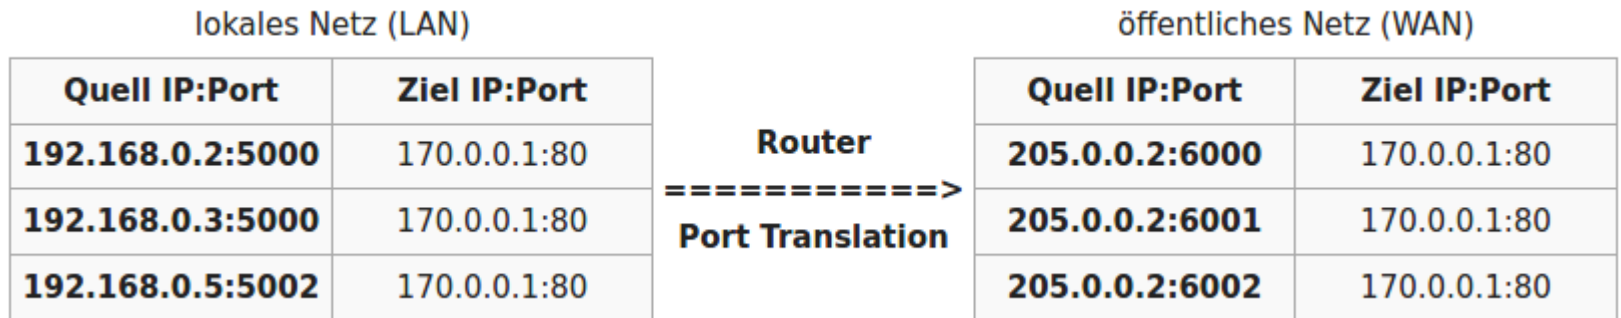 lokales Netz (LAN)
öffentliches Netz (WAN)
Quell IP:Port Ziel IP:Port
192.168.0.2:5000 170.0.0.1:80
192.168.0.3:5000 170.0.0.1:80
192.168.0.5:5002 170.0.0.1:80
Router
===========>
Port Translation
Quell IP:Port Ziel IP:Port
205.0.0.2:6000 170.0.0.1:80
205.0.0.2:6001 170.0.0.1:80
205.0.0.2:6002 170.0.0.1:80